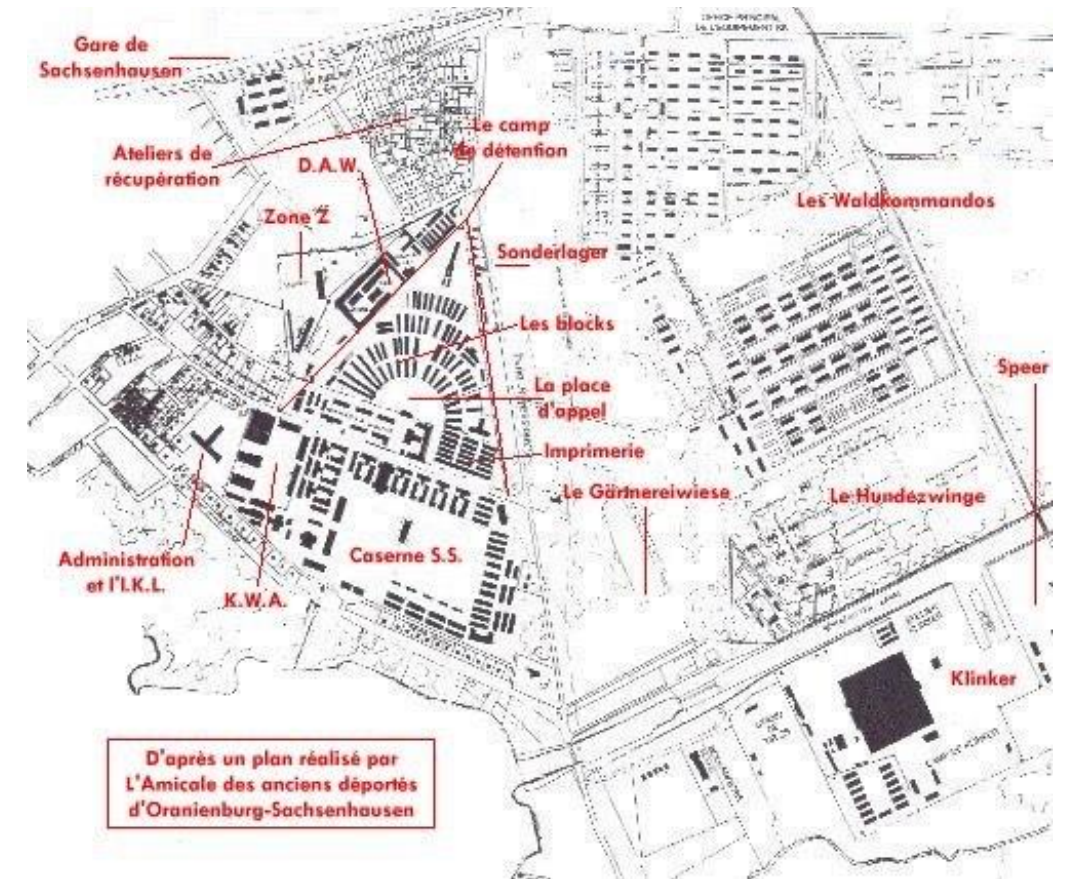 Gare de
Sachsenhausen
Ateliers de
récupération
D.A.W.
Le camp
de détention
Zone Z
Les Waldkommandos
Sonderlager
Les blocks
La place
d'appel
Speer
Imprimerie
Le Gärtnereiwiese
Le Hundezwinge
Administration
et l'I.K.L.
K.W.A.
Caserne S.S.
Klinker
D'après un plan réalisé par
L'Amicale des anciens déportés
d'Oranienburg-Sachsenhausen